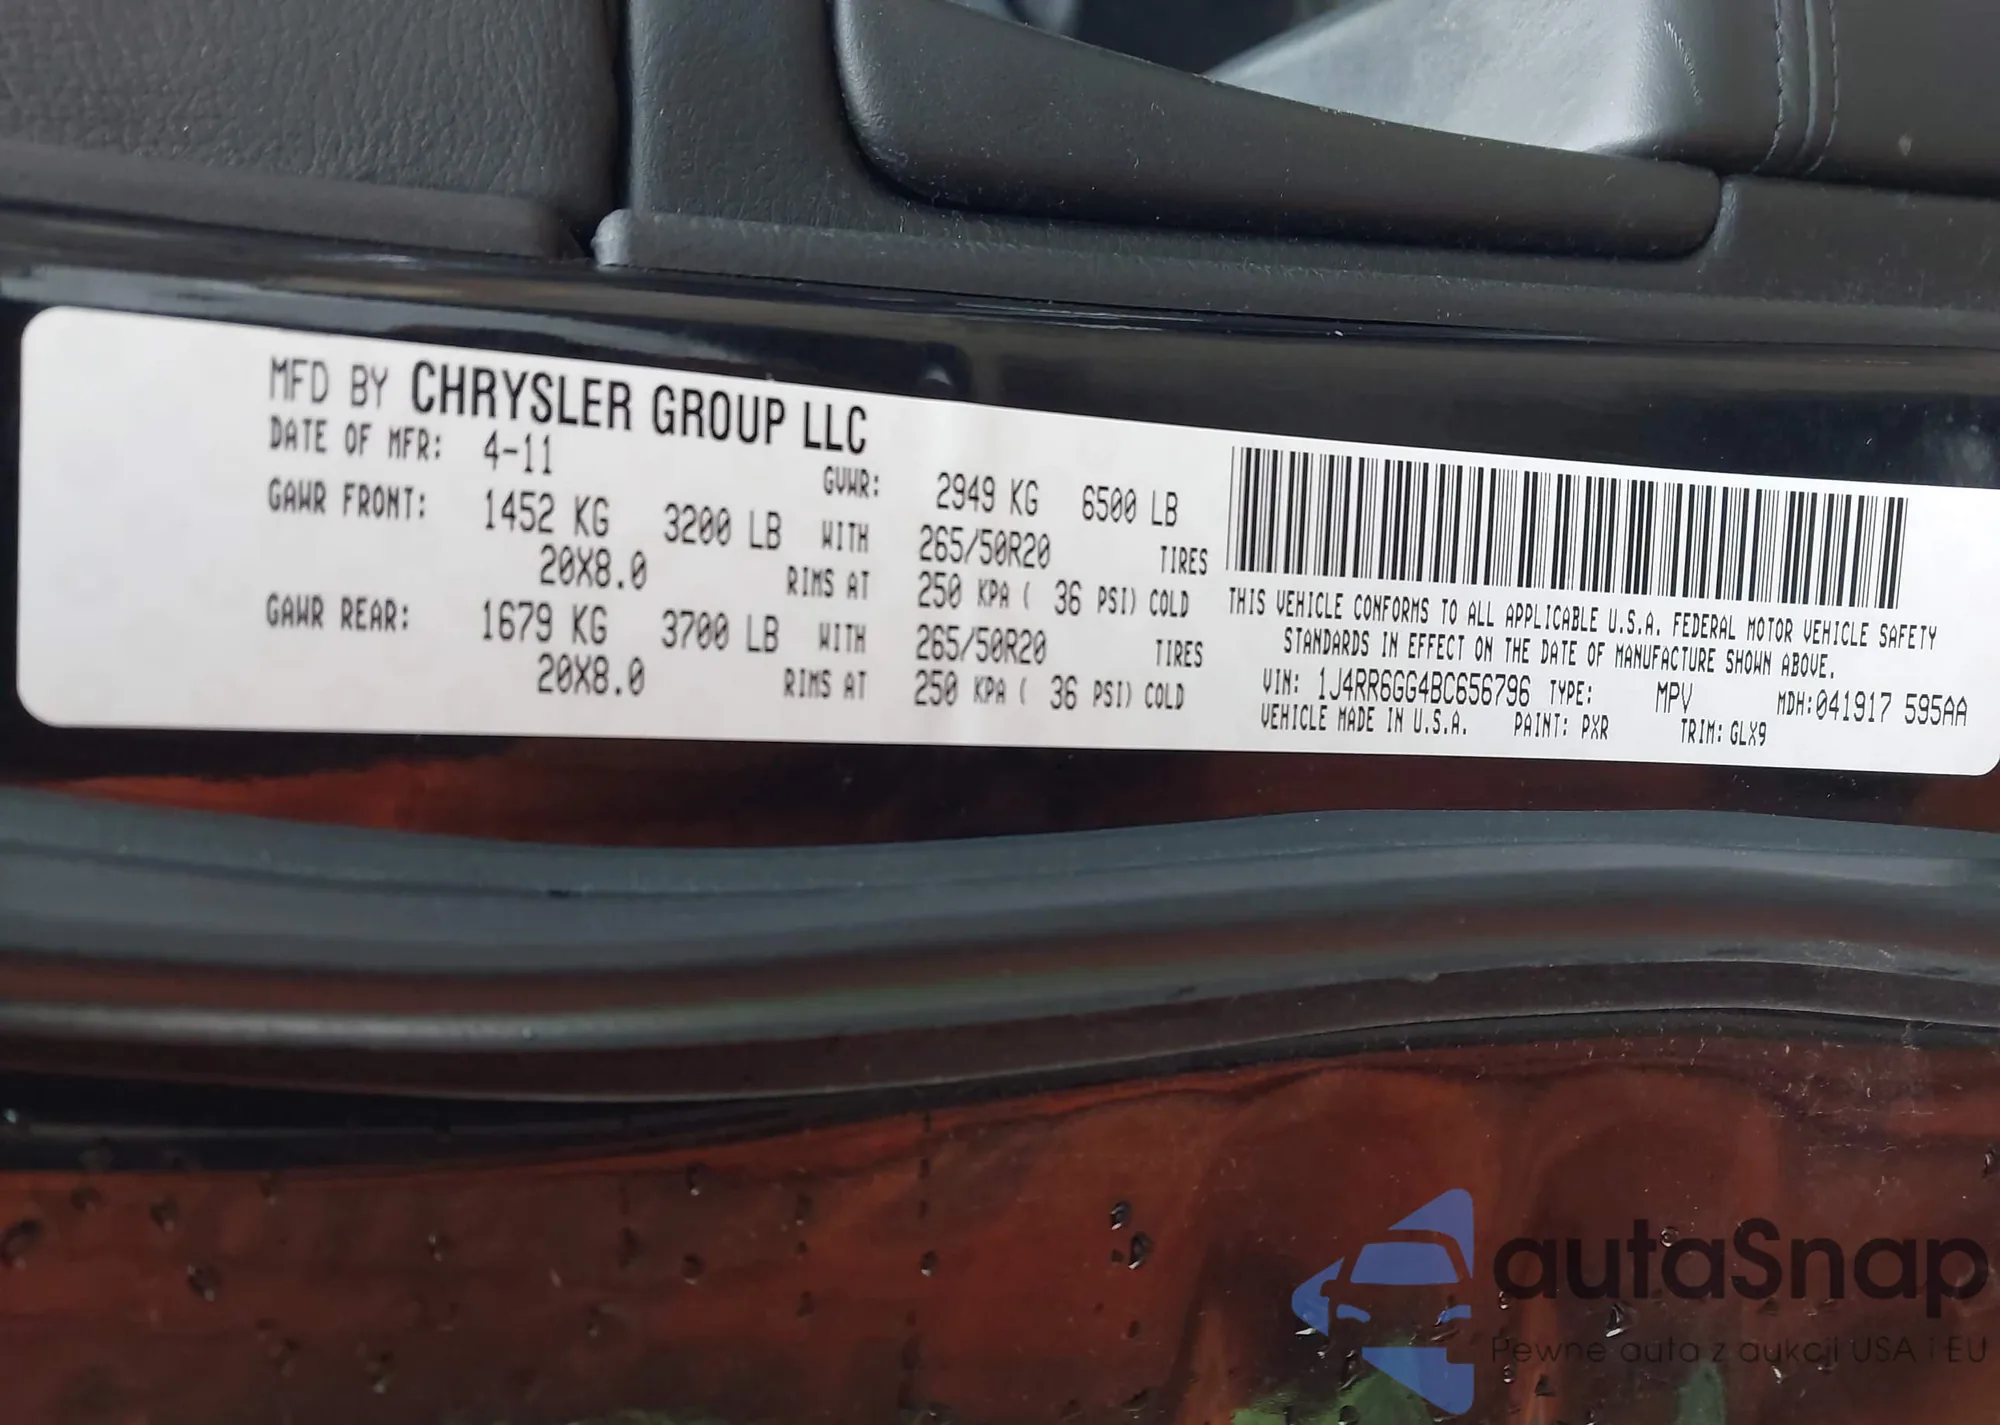 MFD BY CHRYSLER GROUP LLC
DATE OF MFR: 4-11 GVWR: 2949 KG 6500 LB
GAWR FRONT: 1452 KG 3200 LB WITH 265/50R20 TIRES
20X8.0 RIMS AT 250 KPA ( 36 PSI) COLD
GAWR REAR: 1679 KG 3700 LB WITH 265/50R20 TIRES
20X8.0 RIMS AT 250 KPA ( 36 PSI) COLD
THIS VEHICLE CONFORMS TO ALL APPLICABLE U.S.A. FEDERAL MOTOR VEHICLE SAFETY
STANDARDS IN EFFECT ON THE DATE OF MANUFACTURE SHOWN ABOVE.
VIN: 1J4RR6GG4BC656796 TYPE: MPV MDH:041917 595AA
VEHICLE MADE IN U.S.A. PAINT: PXR TRIM: GLX9
autaSnap
Pewne auta z aukcji USA i EU